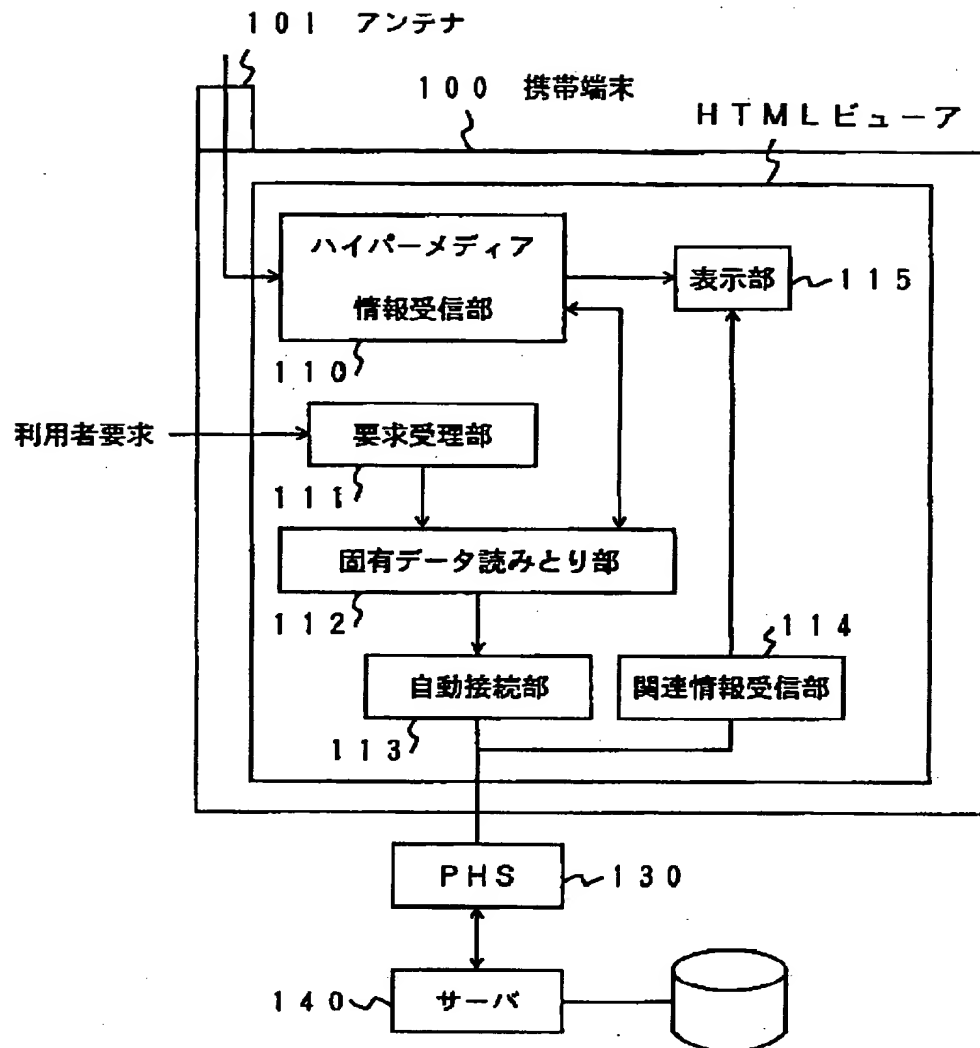 101 アンテナ
100 携帯端末
HTMLビューア
ハイパーメディア
情報受信部
110
表示部
115
利用者要求
要求受理部
111
固有データ読みとり部
112
114
自動接続部
関連情報受信部
113
PHS
130
140
サーバ